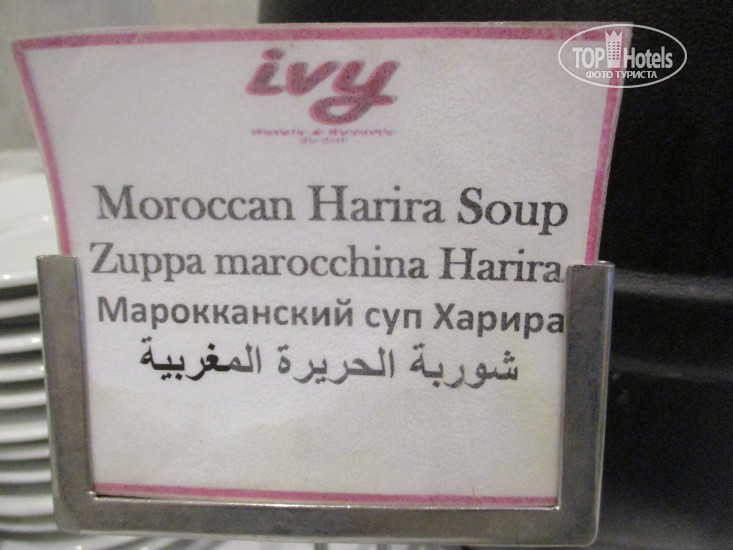 TOP Hotels
ФОТО ТУРИСТА
ivy
Moroccan Harira Soup
Zuppa marocchina Harira
Марокканский суп Харира
شوربة الحريرة المغربية